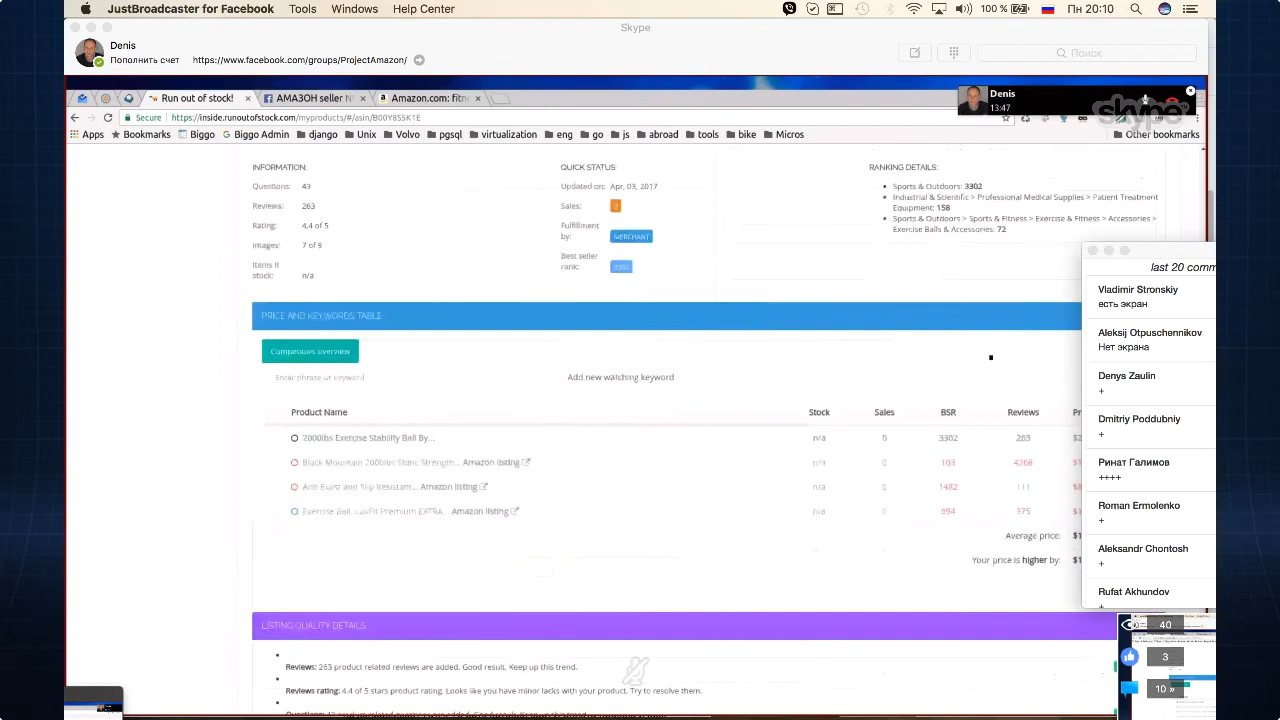 JustBroadcaster for Facebook Tools Windows Help Center 100 % Пн 20:10
Skype
Denis
Пополнить счет https://www.facebook.com/groups/ProjectAmazon/
Поиск
Run out of stock! × АМАЗОН seller N × Amazon.com: fitn ×
Denis
13:47
skype
Secure https://inside.runoutofstock.com/myproducts/#/asin/B00Y8S5K1E
Apps Bookmarks Biggo Biggo Admin django Unix Volvo pgsql virtualization eng go js abroad tools bike Micros Other bookmarks
INFORMATION: QUICK STATUS: RANKING DETAILS:
Questions: 43
Reviews: 263
Rating: 4,4 of 5
Images: 7 of 9
Items in stock: n/a
Updated on: Apr, 03, 2017
Sales:
Fulfillment by: MERCHANT
Best seller rank:
Sports & Outdoors: 3302
Industrial & Scientific > Professional Medical Supplies > Patient Treatment
Equipment: 158
Sports & Outdoors > Sports & Fitness > Exercise & Fitness > Accessories >
Exercise Balls & Accessories: 72
PRICE AND KEYWORDS TABLE
Competitors overview
Enter phrase or keyword Add new watching keyword
Product Name Stock Sales BSR Reviews Pr
2000lbs Exercise Stability Ball By... n/a 0 3302 263 $2
Black Mountain 2000lbs Static Strength... Amazon listing n/a 0 103 4268 $1
Anti Burst and Slip Resistant... Amazon listing n/a 0 1482 111
Exercise Ball, LuxFit Premium EXTRA... Amazon listing n/a 0 694 375 $1
Average price: $1
Your price is higher by: $1
LISTING QUALITY DETAILS
Reviews: 263 product related reviews are added. Good result. Keep up this trend.
Reviews rating: 4.4 of 5 stars product rating. Looks like you have minor lacks with your product. Try to resolve them.
last 20 comm
Vladimir Stronskiy
есть экран
Aleksij Otpuschennikov
Нет экрана
Denys Zaulin
+
Dmitriy Poddubniy
+
Ринат Галимов
++++
Roman Ermolenko
+
Aleksandr Chontosh
+
Rufat Akhundov
+
40
3
10 »